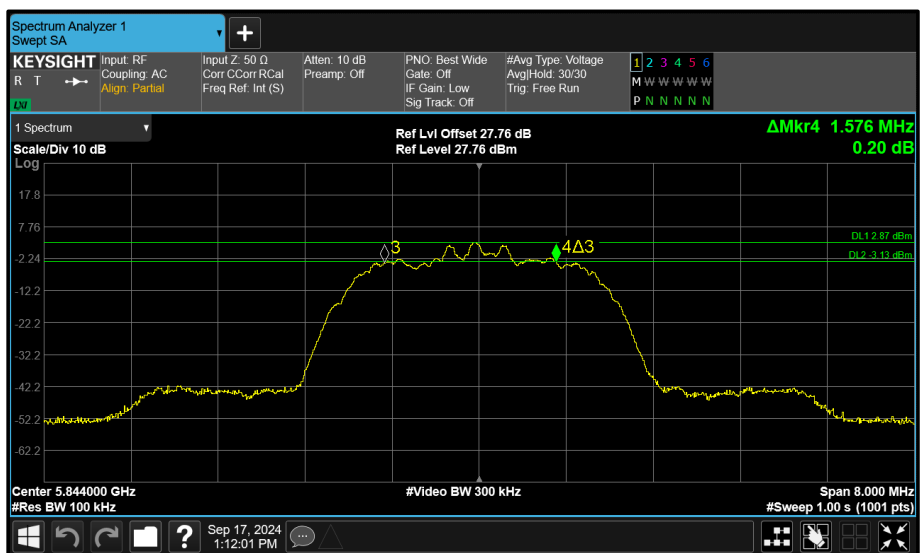 Spectrum Analyzer 1
Swept SA
+
KEYSIGHT
R T
LXI
Input: RF
Coupling: AC
Align: Partial
Input Z: 50 Ω
Corr CCorr RCal
Freq Ref: Int (S)
Atten: 10 dB
Preamp: Off
PNO: Best Wide
Gate: Off
IF Gain: Low
Sig Track: Off
#Avg Type: Voltage
Avg|Hold: 30/30
Trig: Free Run
1 2 3 4 5 6
M W W W W W
P N N N N N
1 Spectrum
Scale/Div 10 dB
Log
Ref Lvl Offset 27.76 dB
Ref Level 27.76 dBm
ΔMkr4 1.576 MHz
0.20 dB
17.8
7.76
DL1 2.87 dBm
3
4Δ3
-2.24
DL2 -3.13 dBm
-12.2
-22.2
-32.2
-42.2
-52.2
-62.2
Center 5.844000 GHz
#Video BW 300 kHz
Span 8.000 MHz
#Res BW 100 kHz
#Sweep 1.00 s (1001 pts)
?
Sep 17, 2024
1:12:01 PM